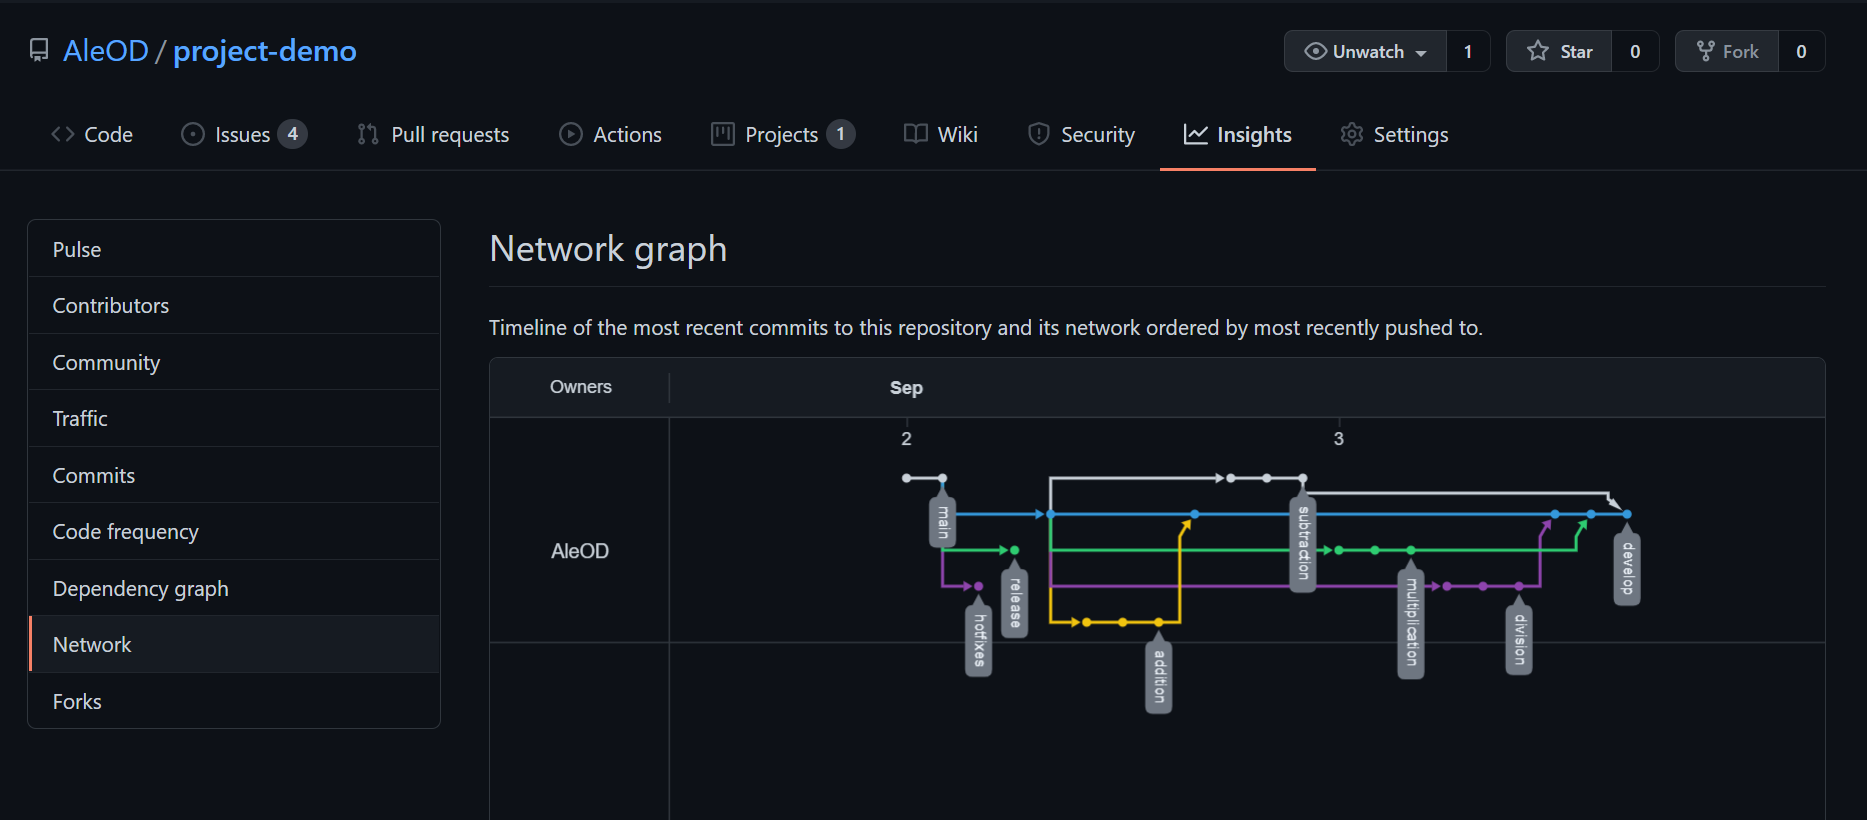 AleOD / project-demo
Unwatch 1
Star 0
Fork 0
Code
Issues 4
Pull requests
Actions
Projects 1
Wiki
Security
Insights
Settings
Pulse
Contributors
Community
Traffic
Commits
Code frequency
Dependency graph
Network
Forks
Network graph
Timeline of the most recent commits to this repository and its network ordered by most recently pushed to.
Owners
Sep
2
3
AleOD
main
release
hotfixes
addition
subtraction
multiplication
division
develop